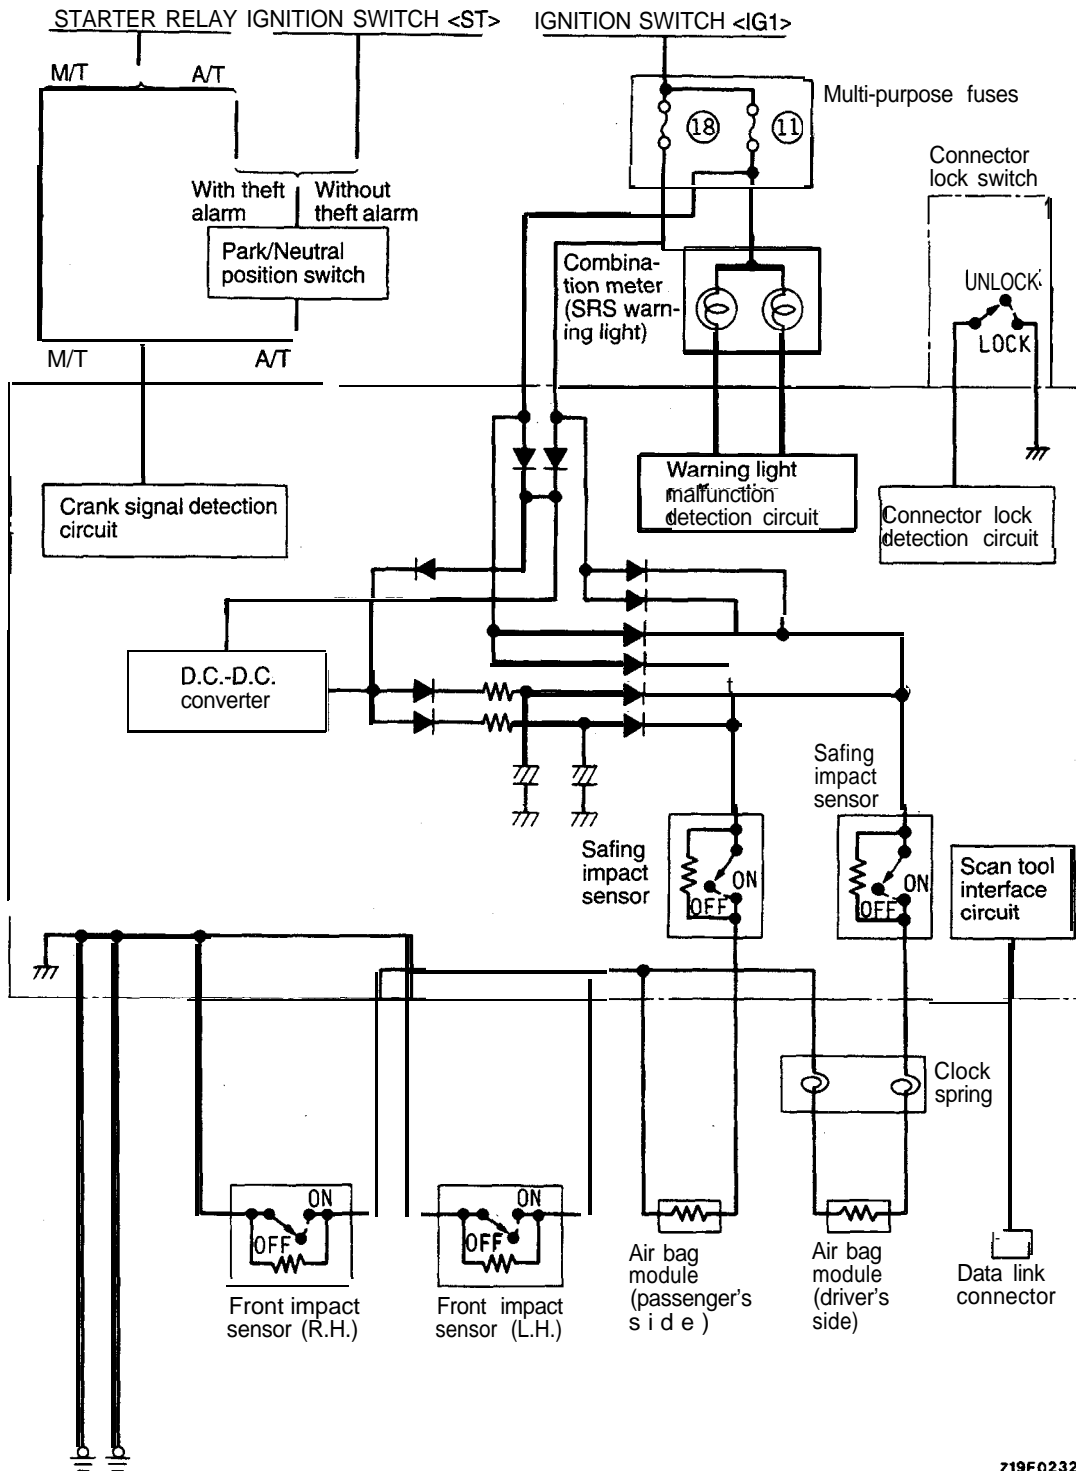 STARTER RELAY IGNITION SWITCH <ST>
IGNITION SWITCH <IG1>
M/T
A/T
Multi-purpose fuses
18
11
Connector
lock switch
With theft
alarm
Without
theft alarm
Park/Neutral
position switch
Combina-
tion meter
(SRS warn-
ing light)
UNLOCK
LOCK
M/T
A/T
Crank signal detection
circuit
Warning light
malfunction
detection circuit
Connector lock
detection circuit
D.C.-D.C.
converter
t
Safing
impact
sensor
Safing
impact
sensor
ON
OFF
ON
OFF
Scan tool
interface
circuit
Clock
spring
ON
OFF
ON
OFF
Front impact
sensor (R.H.)
Front impact
sensor (L.H.)
Air bag
module
(passenger's
side)
Air bag
module
(driver's
side)
Data link
connector
Z19F0232